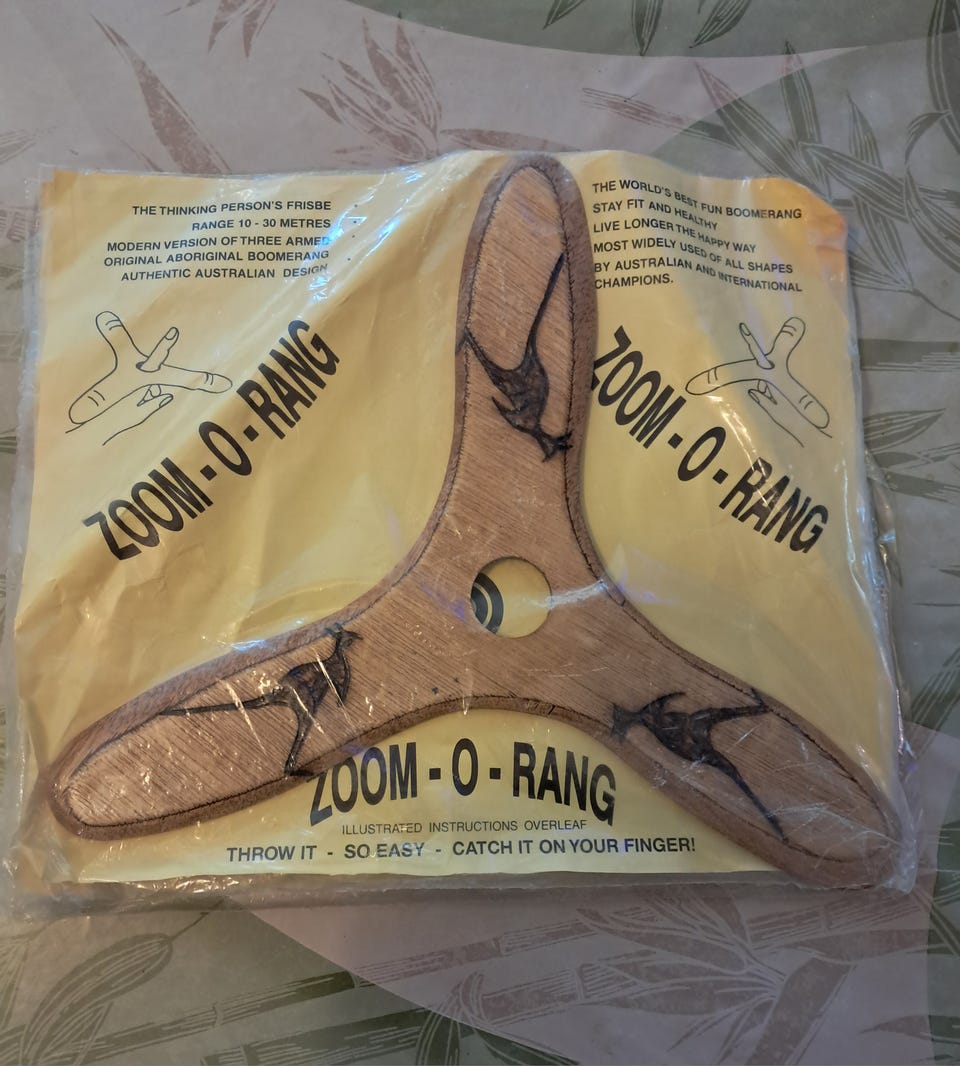 THE THINKING PERSON'S FRISBE
RANGE 10 - 30 METRES
MODERN VERSION OF THREE ARMED
ORIGINAL ABORIGINAL BOOMERANG
AUTHENTIC AUSTRALIAN DESIGN
THE WORLD'S BEST FUN BOOMERANG
STAY FIT AND HEALTHY
LIVE LONGER THE HAPPY WAY
MOST WIDELY USED OF ALL SHAPES
BY AUSTRALIAN AND INTERNATIONAL
CHAMPIONS.
ZOOM - O - RANG
ZOOM - O - RANG
ZOOM - O - RANG
ILLUSTRATED INSTRUCTIONS OVERLEAF
THROW IT - SO EASY - CATCH IT ON YOUR FINGER!